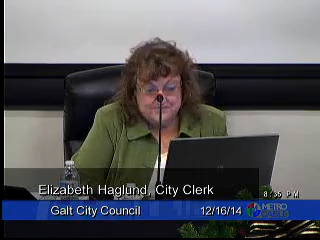 Elizabeth Haglund, City Clerk
8:36 PM
METRO
Galt City Council 12/16/14